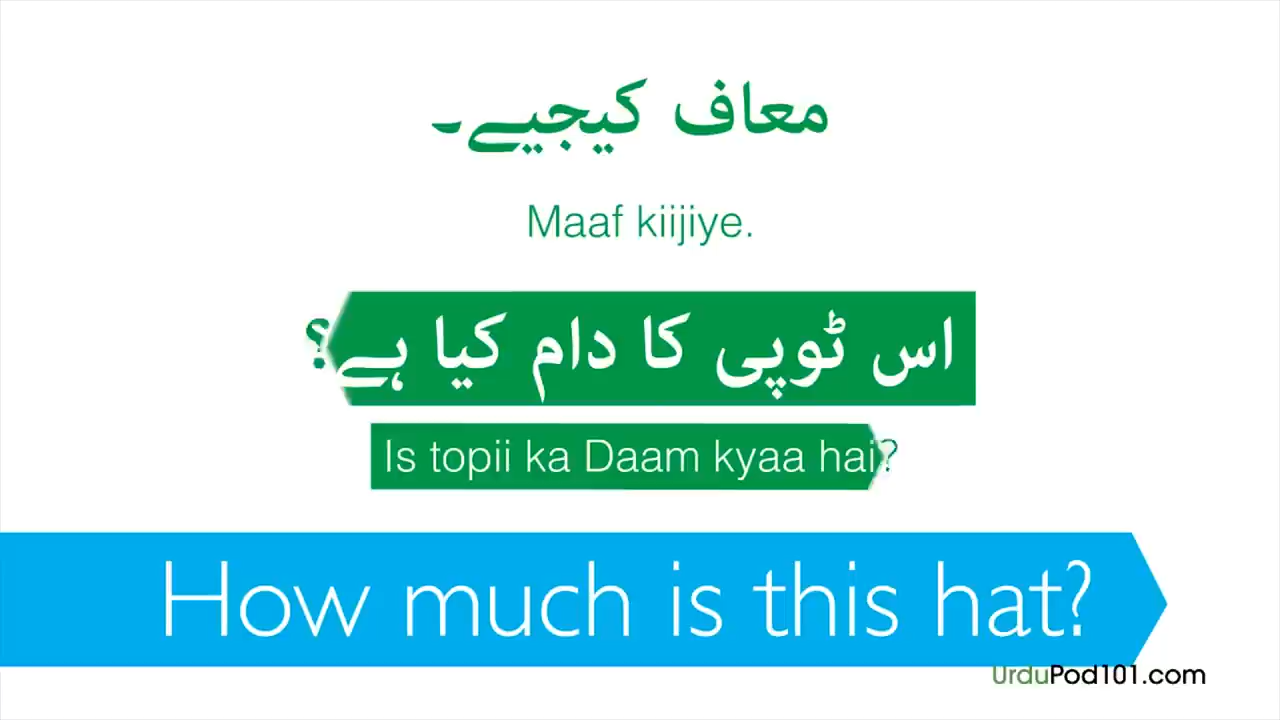 معاف کیجیے۔
Maaf kiijiye.
اس ٹوپی کا دام کیا ہے؟
Is topii ka Daam kyaa hai?
How much is this hat?
UrduPod101.com